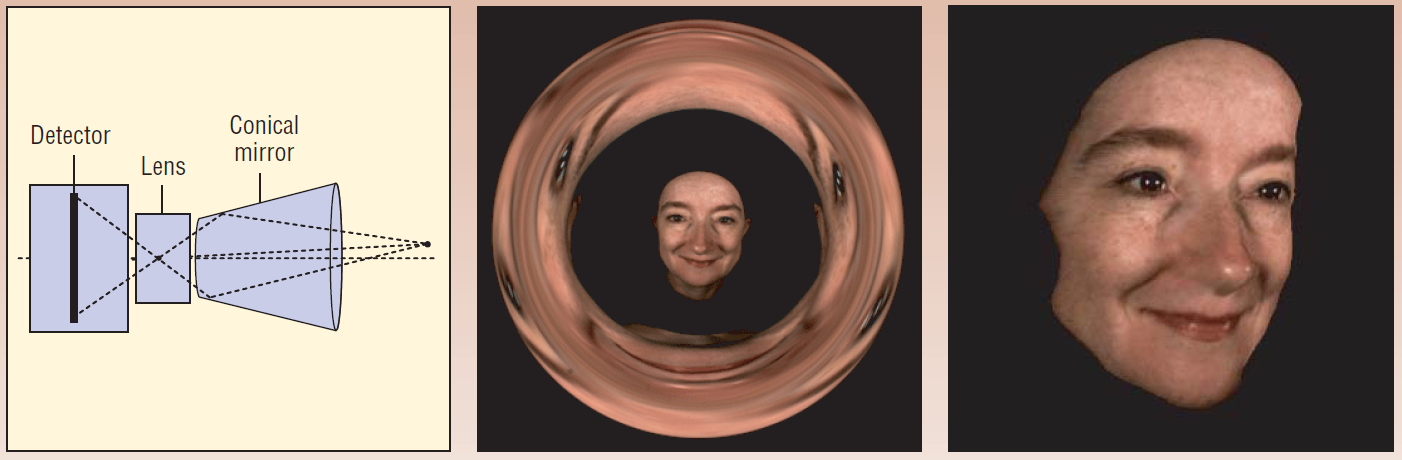 Detector
Lens
Conical
mirror